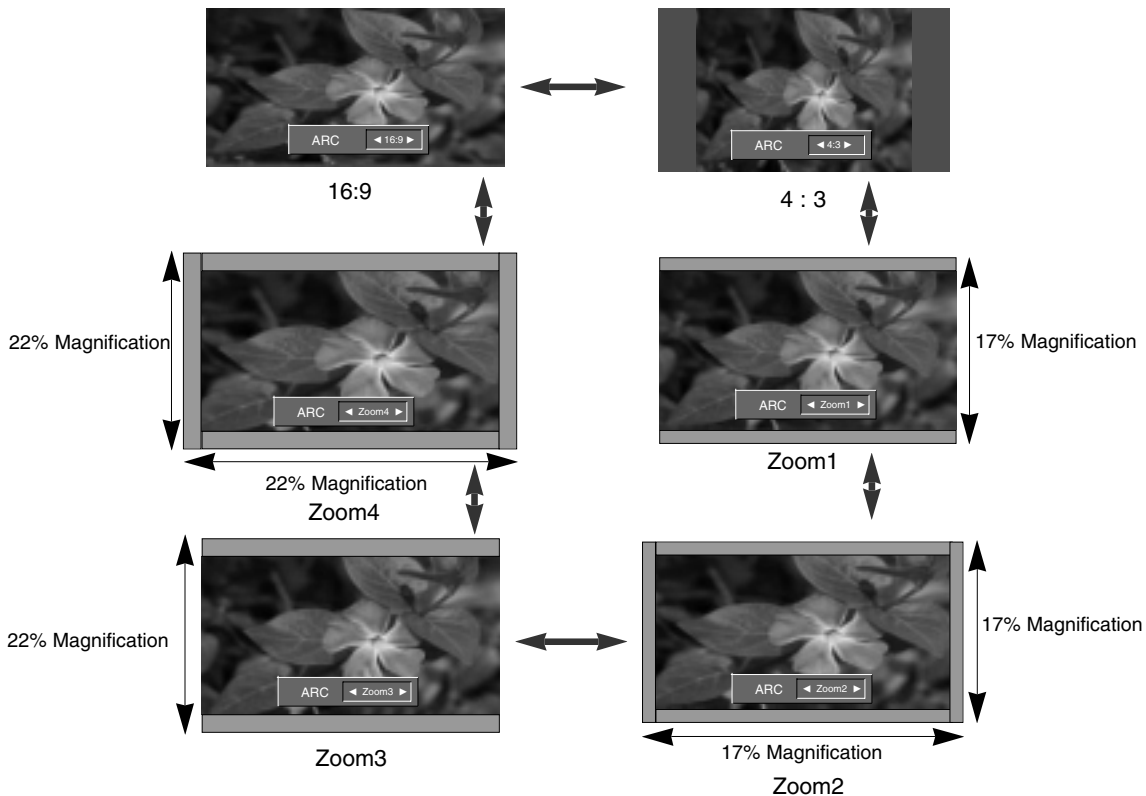 ARC ◄ 16:9 ►
16:9
ARC ◄ 4:3 ►
4 : 3
22% Magnification
ARC ◄ Zoom4 ►
22% Magnification
Zoom4
ARC ◄ Zoom1 ►
17% Magnification
Zoom1
22% Magnification
ARC ◄ Zoom3 ►
Zoom3
ARC ◄ Zoom2 ►
17% Magnification
17% Magnification
Zoom2